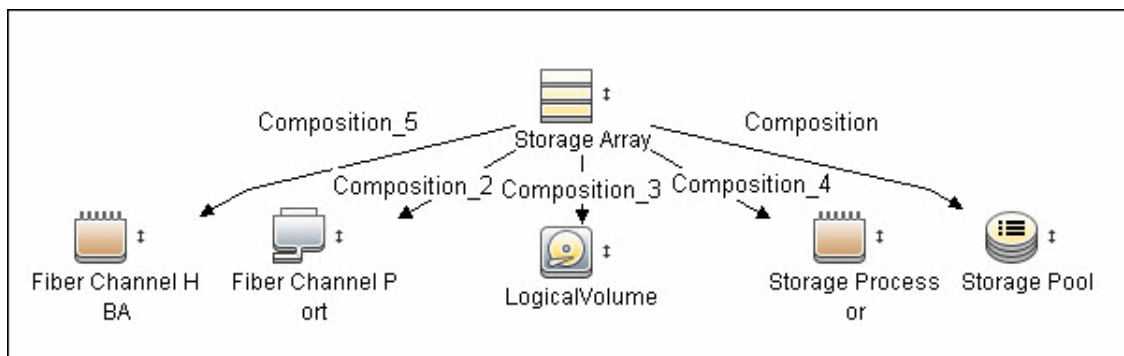 Composition_5
Composition
Storage Array
Composition_2
Composition_3
Composition_4
Fiber Channel H
BA
Fiber Channel P
ort
LogicalVolume
Storage Process
or
Storage Pool